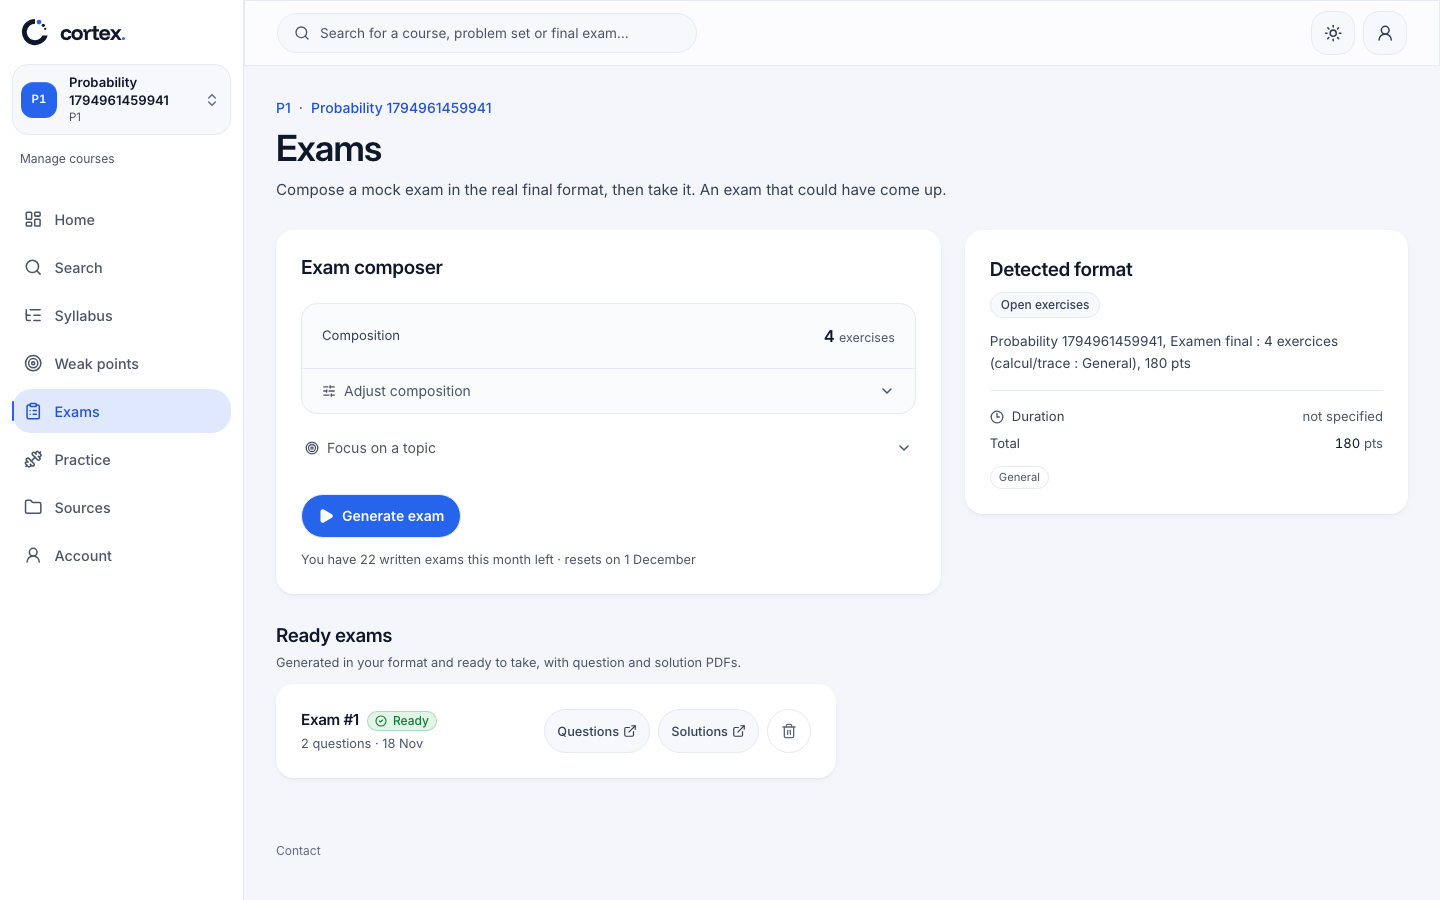 cortex.
P1
Probability
1794961459941
P1
Manage courses
Home
Search
Syllabus
Weak points
Exams
Practice
Sources
Account
Search for a course, problem set or final exam...
P1 · Probability 1794961459941
Exams
Compose a mock exam in the real final format, then take it. An exam that could have come up.
Exam composer
Composition
4 exercises
Adjust composition
Focus on a topic
Generate exam
You have 22 written exams this month left · resets on 1 December
Detected format
Open exercises
Probability 1794961459941, Examen final : 4 exercices
(calcul/trace : General), 180 pts
Duration
not specified
Total
180 pts
General
Ready exams
Generated in your format and ready to take, with question and solution PDFs.
Exam #1
Ready
2 questions · 18 Nov
Questions
Solutions
Contact